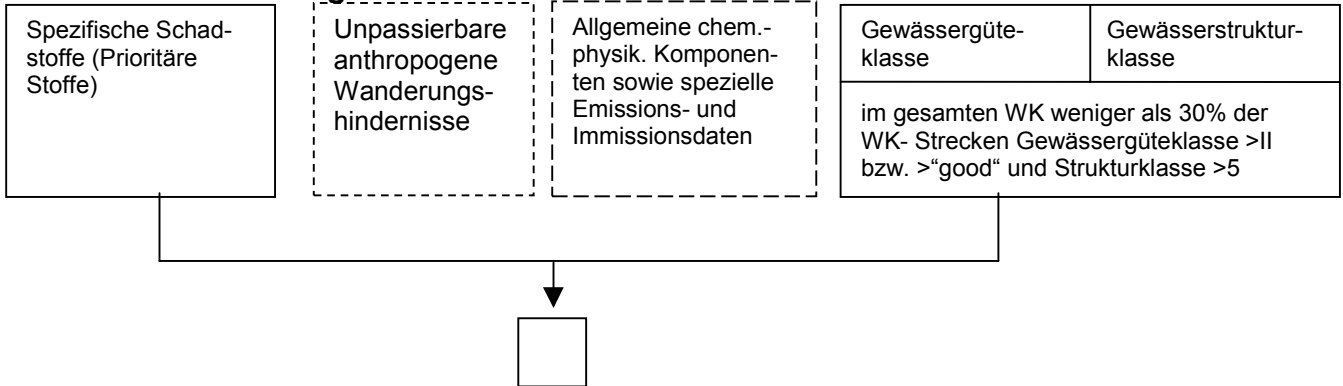 Spezifische Schad-
stoffe (Prioritäre
Stoffe)
Unpassierbare
anthropogene
Wanderungs-
hindernisse
Allgemeine chem.-
physik. Komponen-
ten sowie spezielle
Emissions- und
Immissionsdaten
Gewässergüte-
klasse
Gewässerstruktur-
klasse
im gesamten WK weniger als 30% der
WK- Strecken Gewässergüteklasse >II
bzw. >“good“ und Strukturklasse >5